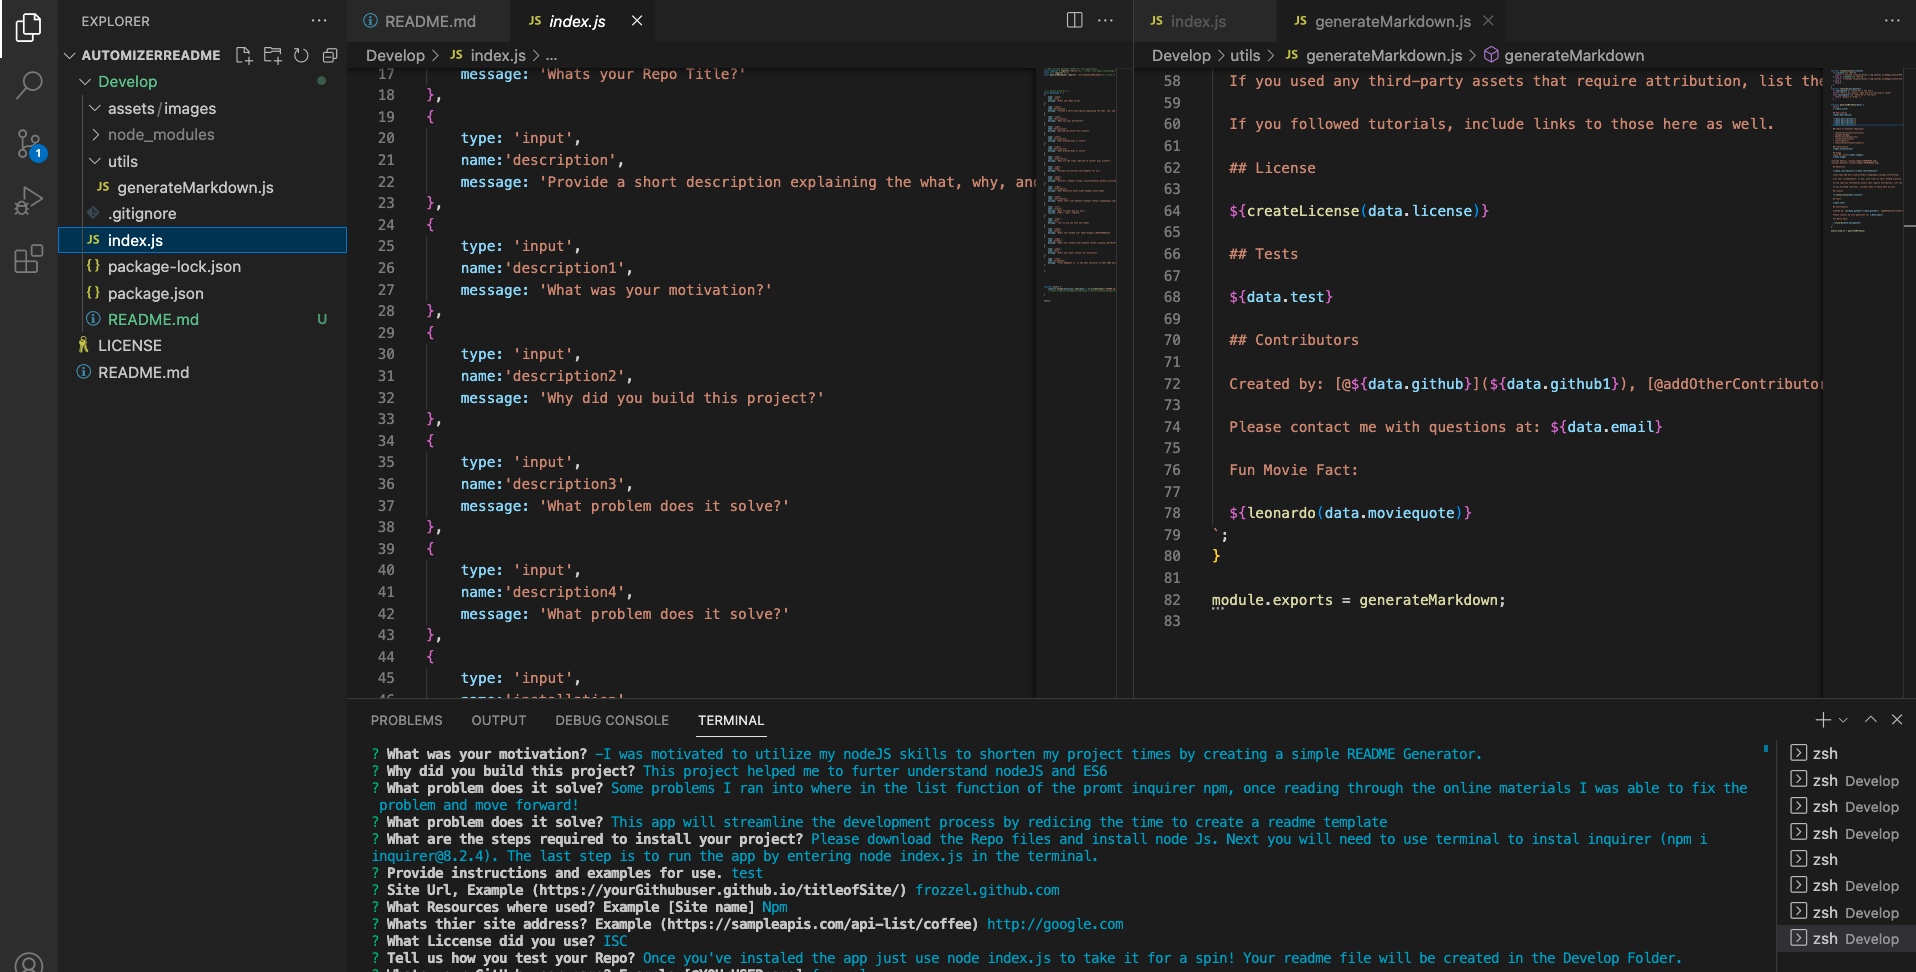 EXPLORER
AUTOMIZERREADME
Develop
assets/images
node_modules
utils
JS generateMarkdown.js
.gitignore
JS index.js
{} package-lock.json
{} package.json
README.md U
LICENSE
README.md
1
README.md
JS index.js
Develop > JS index.js > ...
17 message: 'Whats your Repo Title?'
18 },
19 {
20 type: 'input',
21 name:'description',
22 message: 'Provide a short description explaining the what, why, an
23 },
24 {
25 type: 'input',
26 name:'description1',
27 message: 'What was your motivation?'
28 },
29 {
30 type: 'input',
31 name:'description2',
32 message: 'Why did you build this project?'
33 },
34 {
35 type: 'input',
36 name:'description3',
37 message: 'What problem does it solve?'
38 },
39 {
40 type: 'input',
41 name:'description4',
42 message: 'What problem does it solve?'
43 },
44 {
45 type: 'input',
JS index.js
JS generateMarkdown.js
Develop > utils > JS generateMarkdown.js > generateMarkdown
58 If you used any third-party assets that require attribution, list the
59
60 If you followed tutorials, include links to those here as well.
61
62 ## License
63
64 ${createLicense(data.license)}
65
66 ## Tests
67
68 ${data.test}
69
70 ## Contributors
71
72 Created by: [@${data.github}](${data.github1}), [@addOtherContributor
73
74 Please contact me with questions at: ${data.email}
75
76 Fun Movie Fact:
77
78 ${leonardo(data.moviequote)}
79 `;
80 }
81
82 module.exports = generateMarkdown;
83
PROBLEMS OUTPUT DEBUG CONSOLE TERMINAL
? What was your motivation? -I was motivated to utilize my nodeJS skills to shorten my project times by creating a simple README Generator.
? Why did you build this project? This project helped me to furter understand nodeJS and ES6
? What problem does it solve? Some problems I ran into where in the list function of the promt inquirer npm, once reading through the online materials I was able to fix the
problem and move forward!
? What problem does it solve? This app will streamline the development process by redicing the time to create a readme template
? What are the steps required to install your project? Please download the Repo files and install node Js. Next you will need to use terminal to instal inquirer (npm i
inquirer@8.2.4). The last step is to run the app by entering node index.js in the terminal.
? Provide instructions and examples for use. test
? Site Url, Example (https://yourGithubuser.github.io/titleofSite/) frozzel.github.com
? What Resources where used? Example [Site name] Npm
? Whats thier site address? Example (https://sampleapis.com/api-list/coffee) http://google.com
? What Liccense did you use? ISC
? Tell us how you test your Repo? Once you've instaled the app just use node index.js to take it for a spin! Your readme file will be created in the Develop Folder.
zsh
zsh Develop
zsh Develop
zsh Develop
zsh
zsh Develop
zsh Develop
zsh Develop